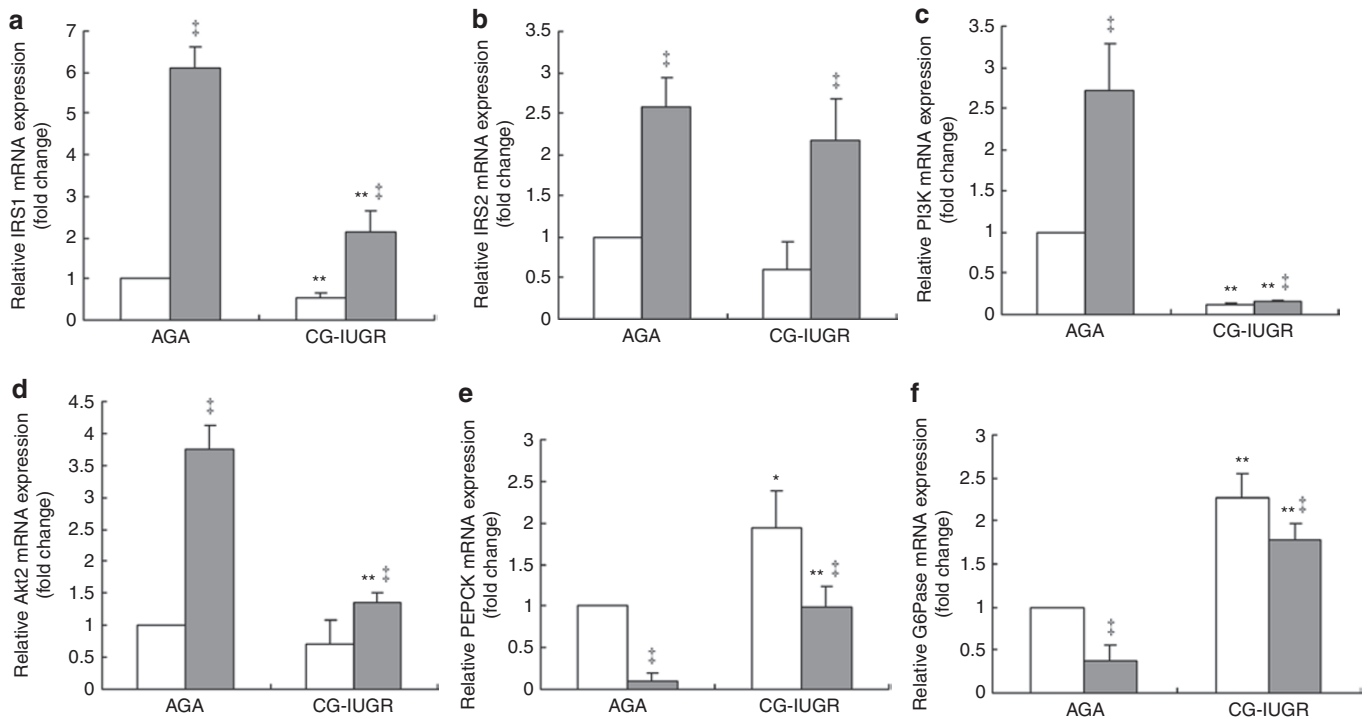 a
Relative IRS1 mRNA expression
(fold change)
7
6
5
4
3
2
1
0
‡
**
** ‡
AGA
CG-IUGR
b
Relative IRS2 mRNA expression
(fold change)
3.5
3
2.5
2
1.5
1
0.5
0
‡
‡
AGA
CG-IUGR
c
Relative PI3K mRNA expression
(fold change)
3.5
3
2.5
2
1.5
1
0.5
0
‡
**
** ‡
AGA
CG-IUGR
d
Relative Akt2 mRNA expression
(fold change)
4.5
4
3.5
3
2.5
2
1.5
1
0.5
0
‡
** ‡
AGA
CG-IUGR
e
Relative PEPCK mRNA expression
(fold change)
3
2.5
2
1.5
1
0.5
0
‡
*
** ‡
AGA
CG-IUGR
f
Relative G6Pase mRNA expression
(fold change)
3
2.5
2
1.5
1
0.5
0
‡
**
** ‡
AGA
CG-IUGR